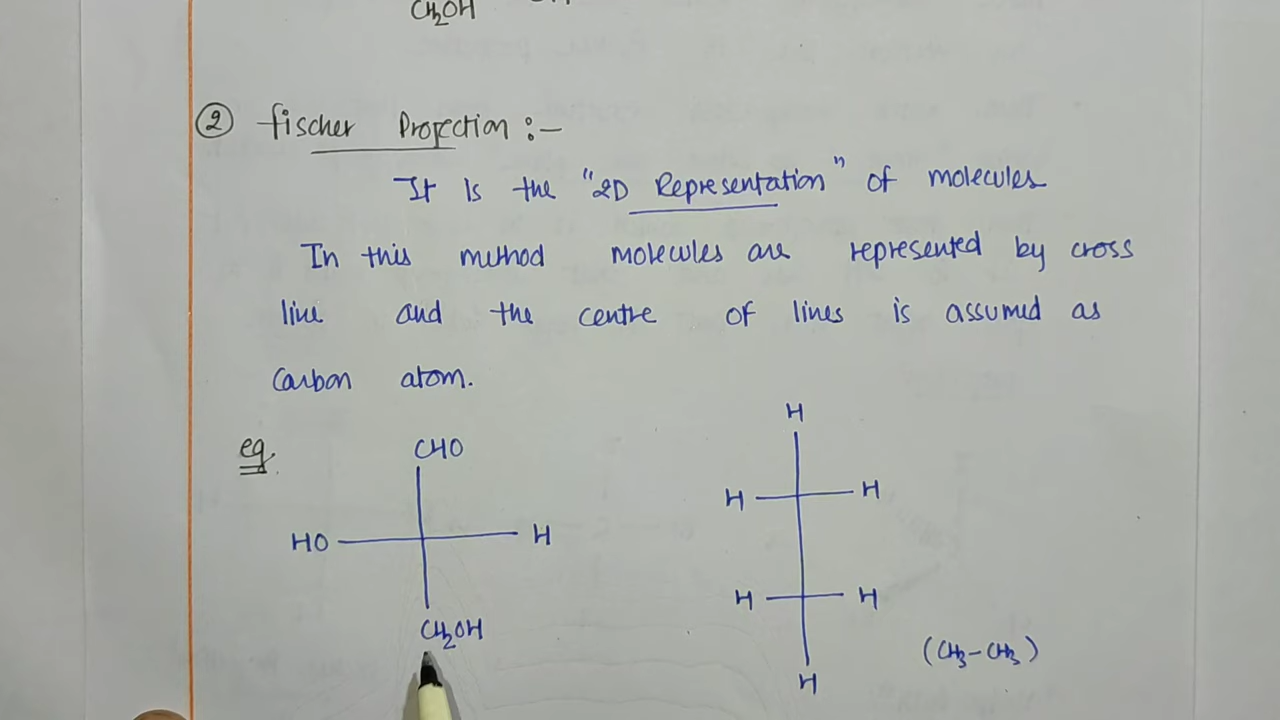 CH2OH
② fischer Projection :-
It Is the "2D Representation" of molecules
In this method molecules are represented by cross
line and the centre of lines is assumed as
Carbon atom.
eg.
CHO
HO H
CH2OH
H
H H
H H
H
(CH3-CH3)